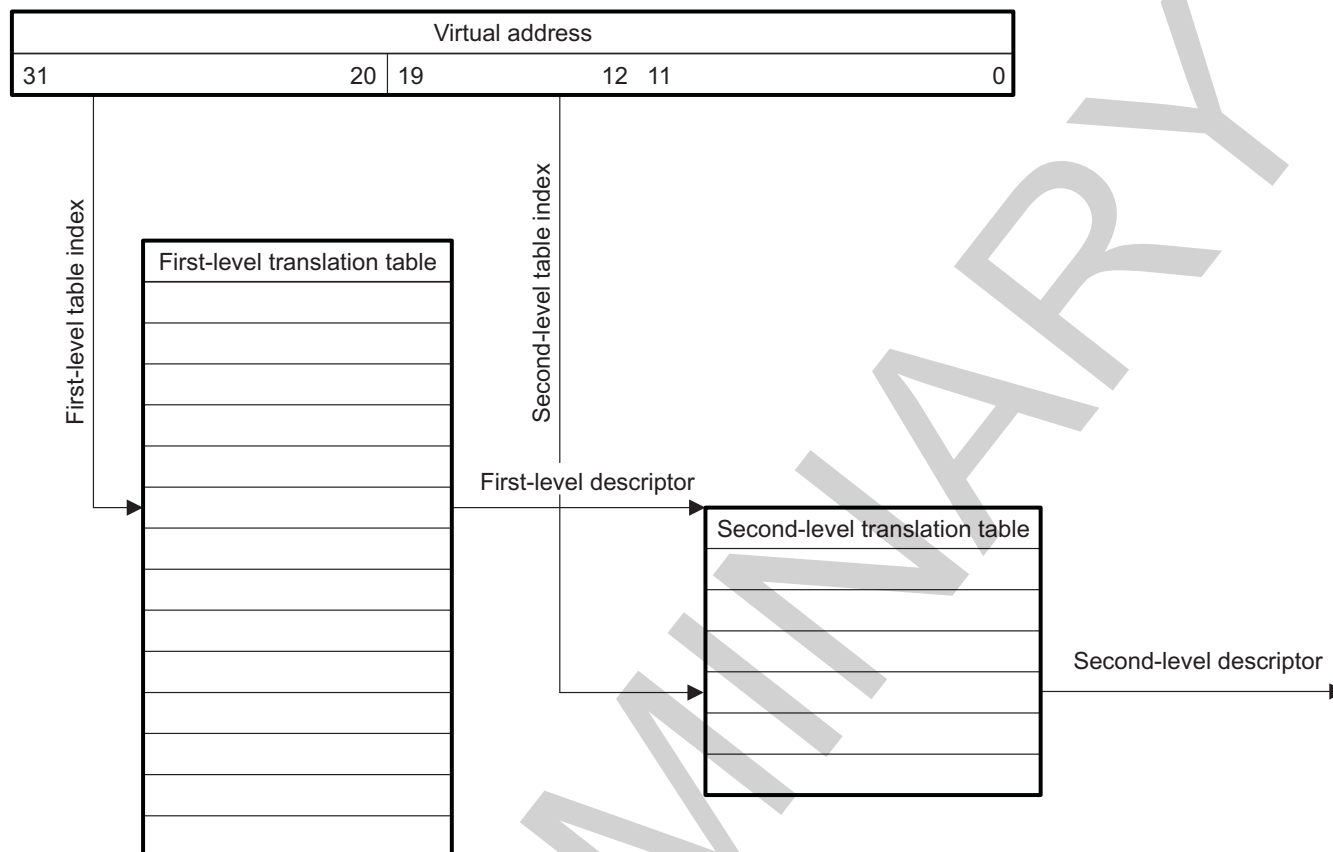 Virtual address
31 20 19 12 11 0
First-level table index
Second-level table index
First-level translation table
First-level descriptor
Second-level translation table
Second-level descriptor
MINARY